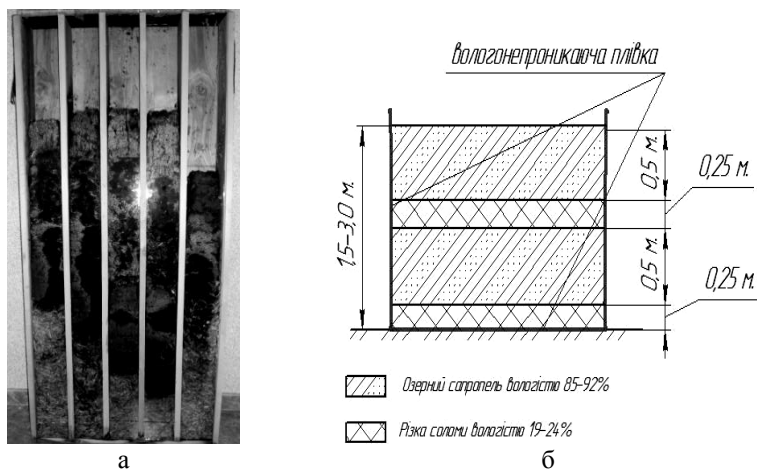 вологонепроникаюча плівка
1,5–3,0 м.
0,5 м.
0,25 м.
0,5 м.
0,25 м.
Озерний сапропель вологістю 85–92%
Різка соломи вологістю 19–24%
а
б